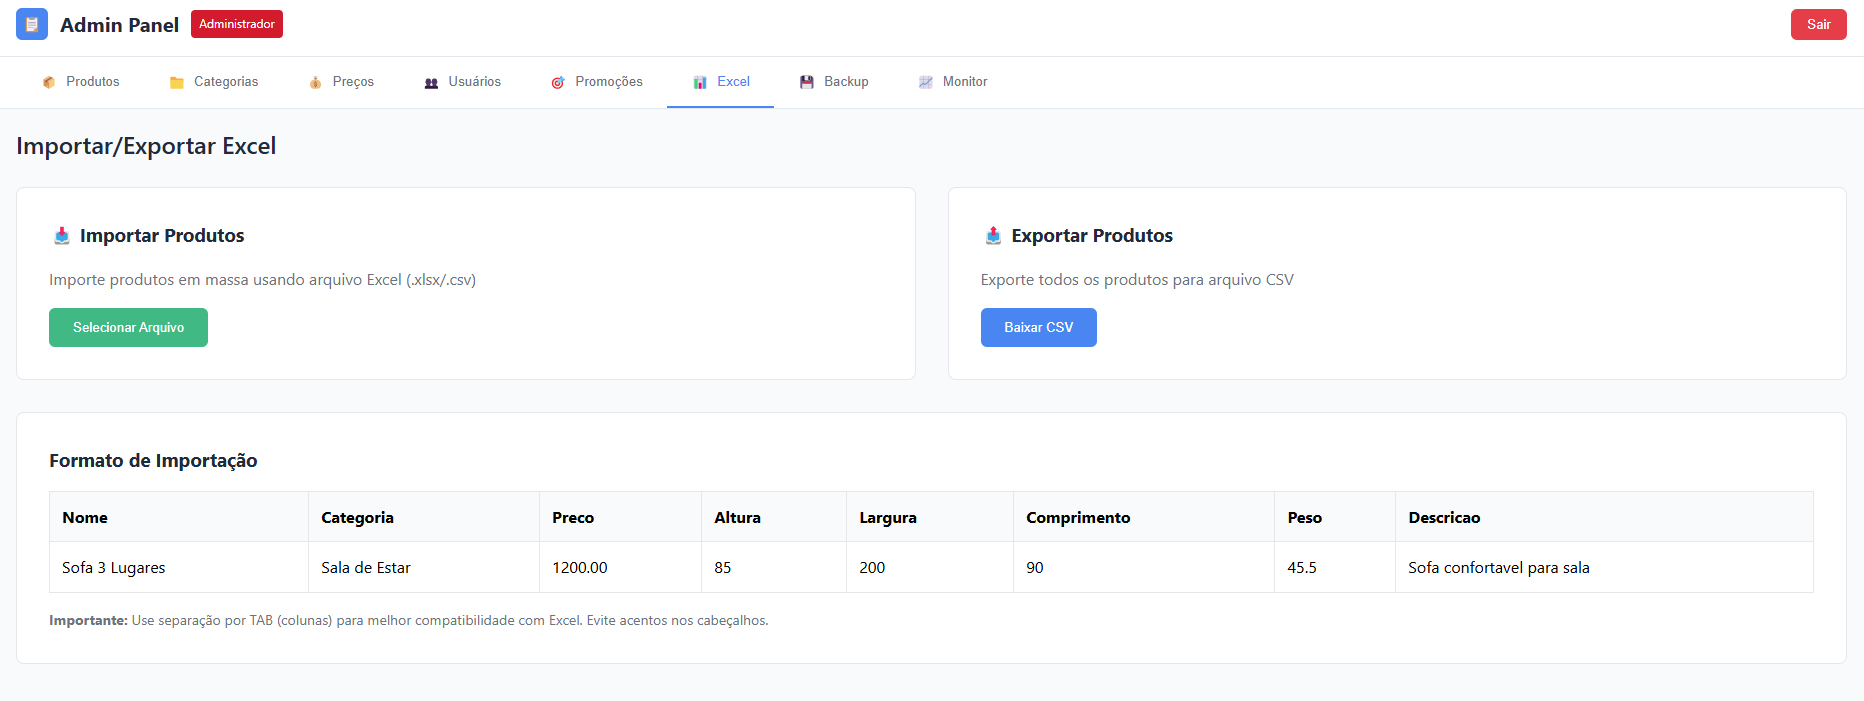 Admin Panel Administrador Sair
Produtos Categorias Preços Usuários Promoções Excel Backup Monitor
Importar/Exportar Excel
Importar Produtos
Importe produtos em massa usando arquivo Excel (.xlsx/.csv)
Selecionar Arquivo
Exportar Produtos
Exporte todos os produtos para arquivo CSV
Baixar CSV
Formato de Importação
Nome Categoria Preco Altura Largura Comprimento Peso Descricao
Sofa 3 Lugares Sala de Estar 1200.00 85 200 90 45.5 Sofa confortavel para sala
Importante: Use separação por TAB (colunas) para melhor compatibilidade com Excel. Evite acentos nos cabeçalhos.